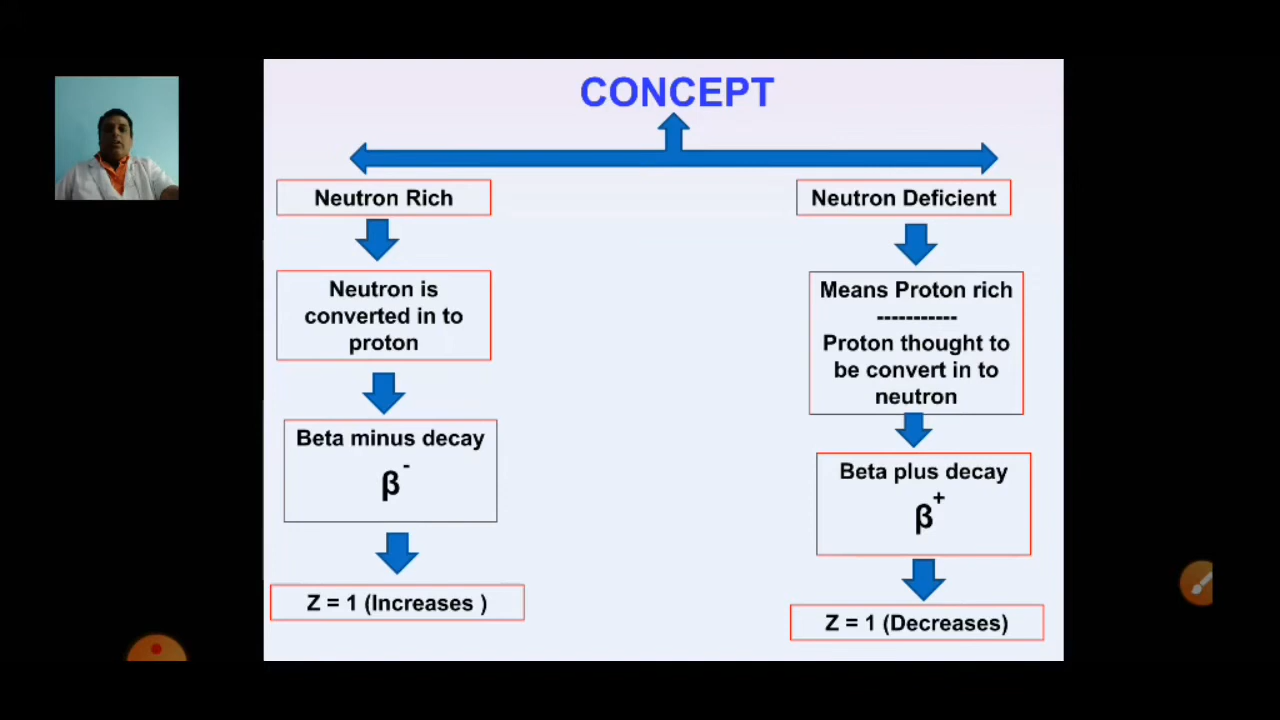 CONCEPT
Neutron Rich
Neutron is
converted in to
proton
Beta minus decay
β-
Z = 1 (Increases )
Neutron Deficient
Means Proton rich
-----------
Proton thought to
be convert in to
neutron
Beta plus decay
β+
Z = 1 (Decreases)